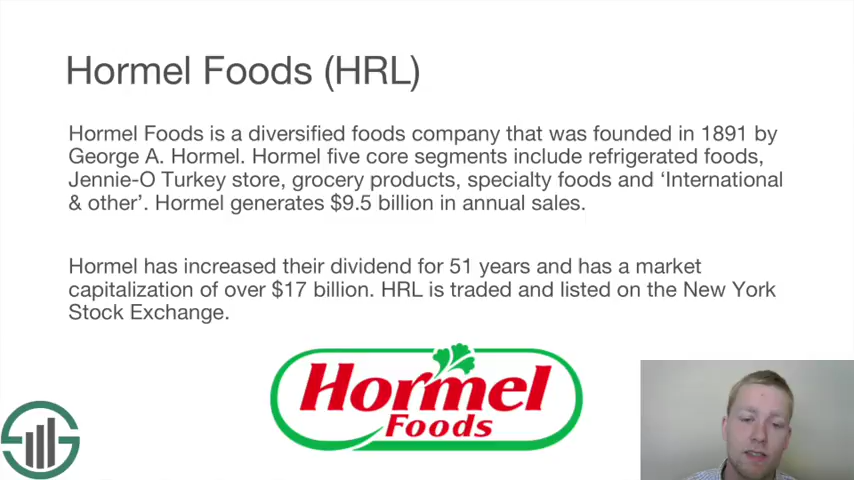 Hormel Foods (HRL)
Hormel Foods is a diversified foods company that was founded in 1891 by
George A. Hormel. Hormel five core segments include refrigerated foods,
Jennie-O Turkey store, grocery products, specialty foods and ‘International
& other’. Hormel generates $9.5 billion in annual sales.
Hormel has increased their dividend for 51 years and has a market
capitalization of over $17 billion. HRL is traded and listed on the New York
Stock Exchange.
Hormel
Foods